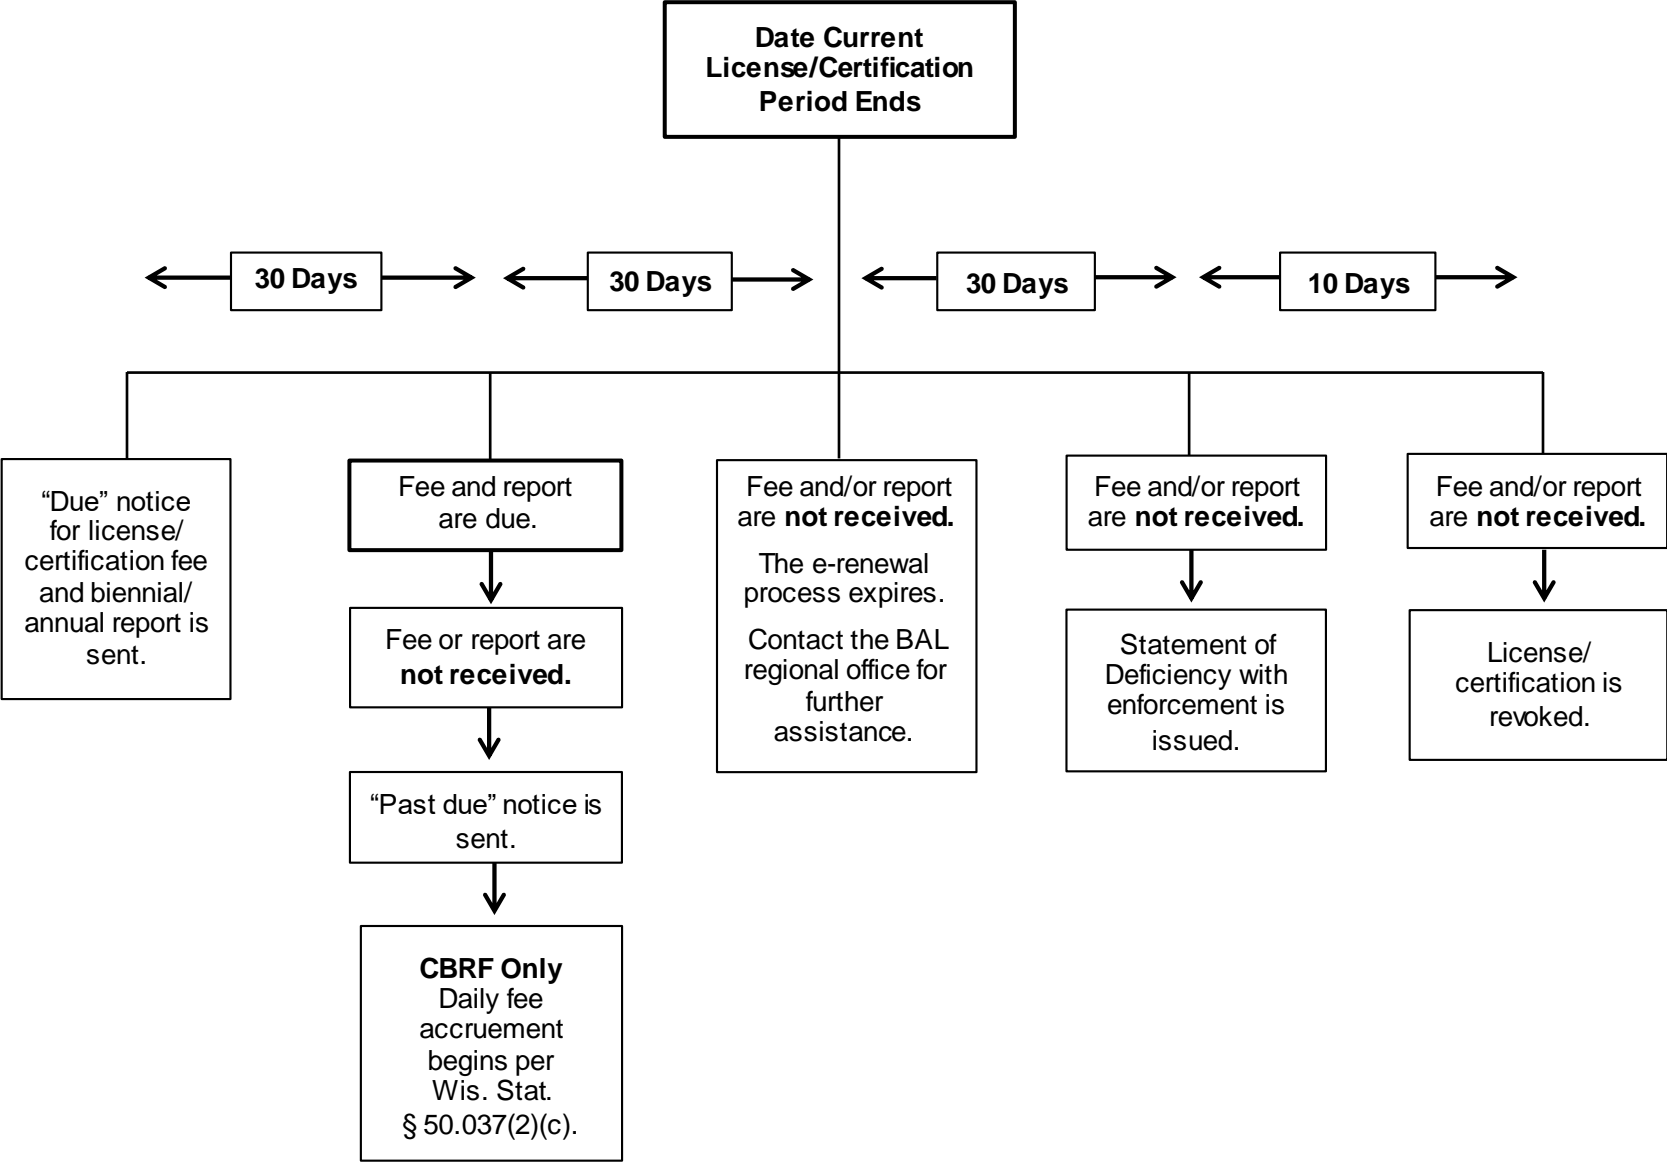 Date Current
License/Certification
Period Ends
30 Days
30 Days
30 Days
10 Days
“Due” notice
for license/
certification fee
and biennial/
annual report is
sent.
Fee and report
are due.
Fee or report are
not received.
“Past due” notice is
sent.
CBRF Only
Daily fee
accruement
begins per
Wis. Stat.
§ 50.037(2)(c).
Fee and/or report
are not received.
The e-renewal
process expires.
Contact the BAL
regional office for
further
assistance.
Fee and/or report
are not received.
Statement of
Deficiency with
enforcement is
issued.
Fee and/or report
are not received.
License/
certification is
revoked.